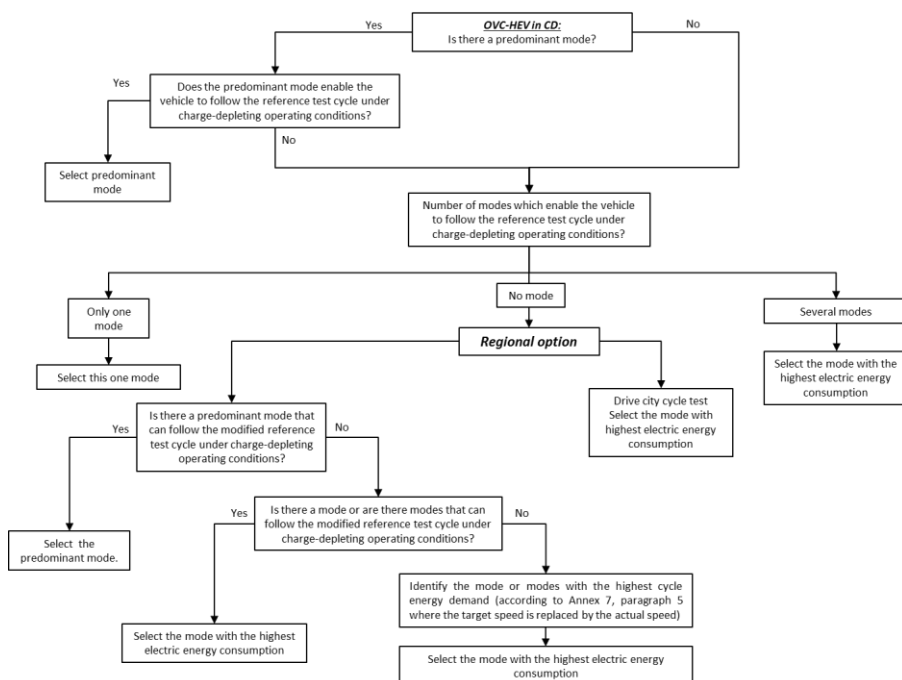 OVC-HEV in CD:
Is there a predominant mode?
Yes
No
Does the predominant mode enable the
vehicle to follow the reference test cycle under
charge-depleting operating conditions?
Yes
No
Select predominant
mode
Number of modes which enable the vehicle
to follow the reference test cycle under
charge-depleting operating conditions?
Only one
mode
No mode
Several modes
Select this one mode
Regional option
Select the mode with the
highest electric energy
consumption
Drive city cycle test
Select the mode with
highest electric energy
consumption
Is there a predominant mode that
can follow the modified reference
test cycle under charge-depleting
operating conditions?
Yes
No
Select the
predominant mode.
Is there a mode or are there modes that can
follow the modified reference test cycle under
charge-depleting operating conditions?
Yes
No
Select the mode with the highest
electric energy consumption
Identify the mode or modes with the highest cycle
energy demand (according to Annex 7, paragraph 5
where the target speed is replaced by the actual speed)
Select the mode with the highest electric energy
consumption